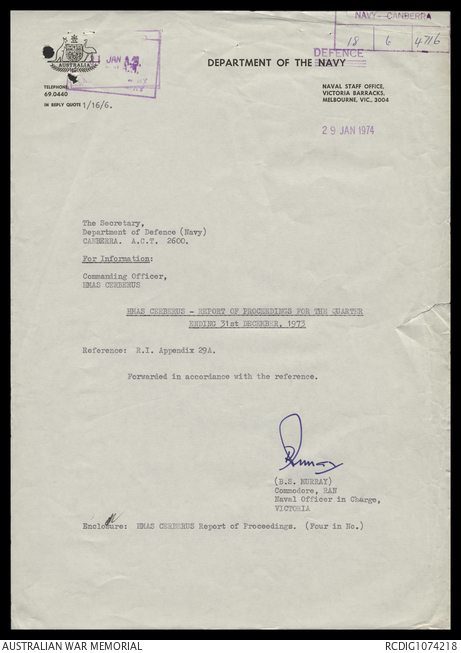 NAVY - CANBERRA
18 6 4716
AUSTRALIA
JAN
DEFENCE
DEPARTMENT OF THE NAVY
TELEPHONE
69.0440
IN REPLY QUOTE 1/16/6.
NAVAL STAFF OFFICE,
VICTORIA BARRACKS,
MELBOURNE, VIC., 3004
29 JAN 1974
The Secretary,
Department of Defence (Navy)
CANBERRA. A.C.T. 2600.
For Information:
Commanding Officer,
HMAS CERBERUS
HMAS CERBERUS - REPORT OF PROCEEDINGS FOR THE QUARTER
ENDING 31st DECEMBER, 1973
Reference: R.I. Appendix 29A.
Forwarded in accordance with the reference.
(B.S. MURRAY)
Commodore, RAN
Naval Officer in Charge,
VICTORIA
Enclosure: HMAS CERBERUS Report of Proceedings. (Four in No.)
AUSTRALIAN WAR MEMORIAL
RCDIG1074218